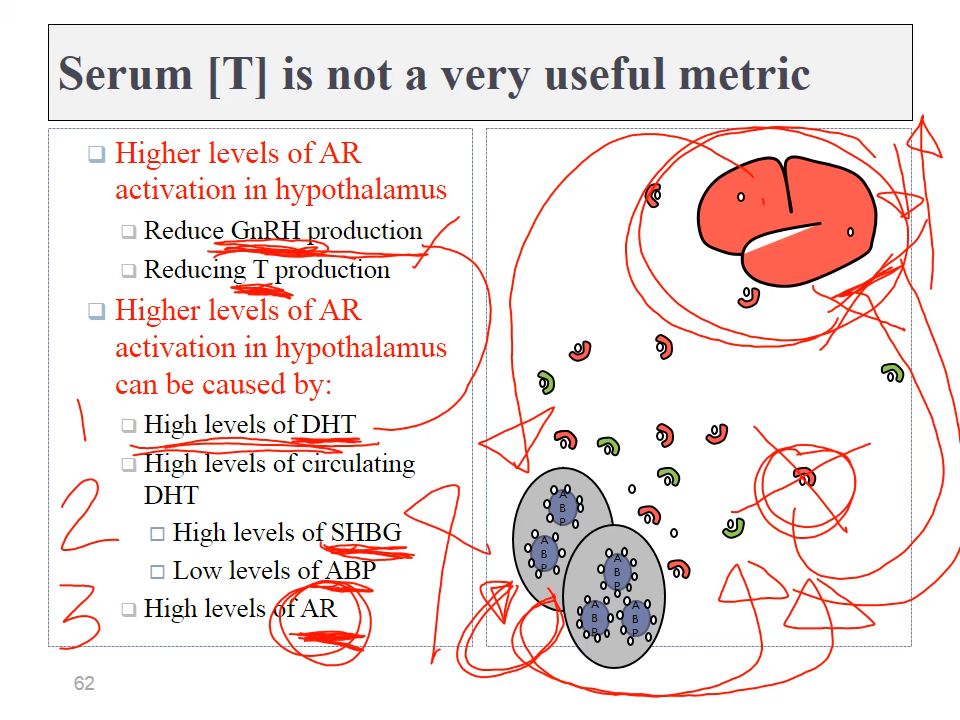 Serum [T] is not a very useful metric
Higher levels of AR
activation in hypothalamus
Reduce GnRH production
Reducing T production
Higher levels of AR
activation in hypothalamus
can be caused by:
1
High levels of DHT
High levels of circulating
DHT
2
High levels of SHBG
Low levels of ABP
3
High levels of AR
A
B
P
A
B
P
A
B
P
A
B
P
A
B
P
62